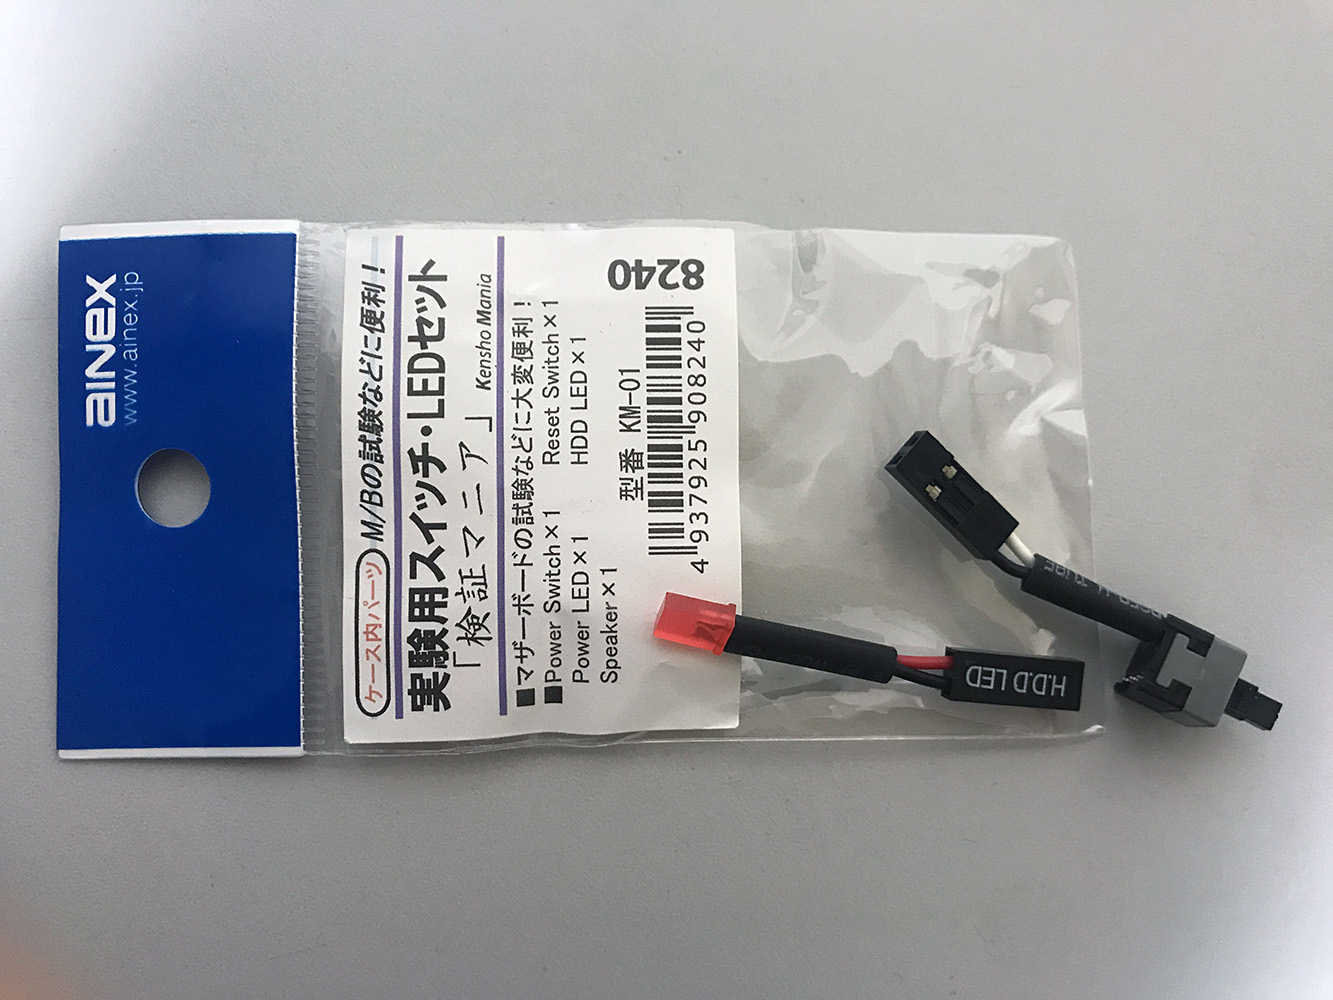 aiNEX
www.ainex.jp
ケース内パーツ M/Bの試験などに便利!
実験用スイッチ・LEDセット
「検証マニア」 Kensho Mania
■マザーボードの試験などに大変便利!
■Power Switch×1 Reset Switch×1
Power LED×1 HDD LED×1
Speaker×1
型番 KM-01
4 937925 908240
8240
H.D.D LED